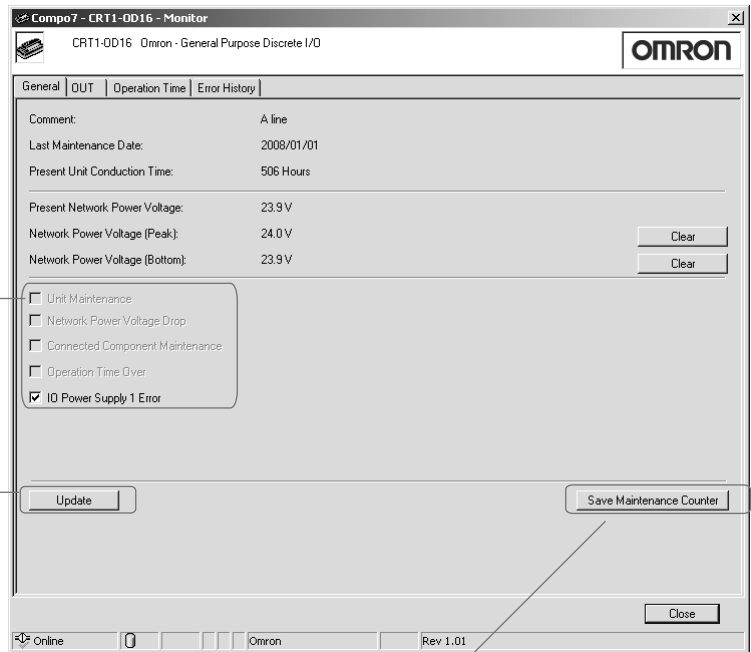 Compo7 - CRT1-OD16 - Monitor
CRT1-OD16 Omron - General Purpose Discrete I/O
OMRON
General OUT Operation Time Error History
Comment: A line
Last Maintenance Date: 2008/01/01
Present Unit Conduction Time: 506 Hours
Present Network Power Voltage: 23.9 V
Network Power Voltage (Peak): 24.0 V Clear
Network Power Voltage (Bottom): 23.9 V Clear
Unit Maintenance
Network Power Voltage Drop
Connected Component Maintenance
Operation Time Over
IO Power Supply 1 Error
Update Save Maintenance Counter
Close
Online Omron Rev 1.01